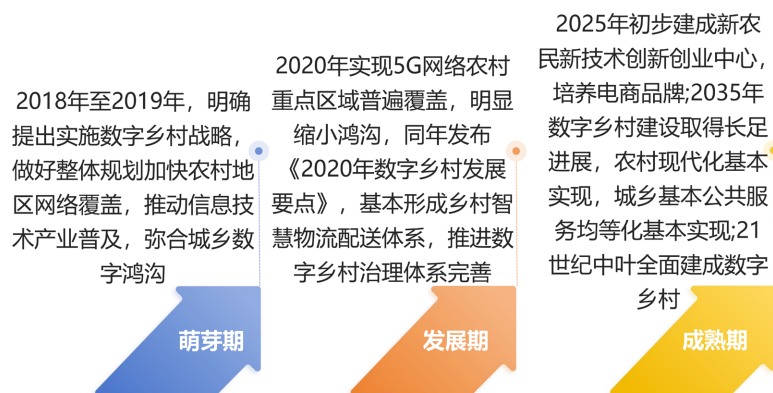 2018年至2019年，明确
提出实施数字乡村战略，
做好整体规划加快农村地
区网络覆盖，推动信息技
术产业普及，弥合城乡数
字鸿沟
萌芽期
2020年实现5G网络农村
重点区域普遍覆盖，明显
缩小鸿沟，同年发布
《2020年数字乡村发展
要点》，基本形成乡村智
慧物流配送体系，推进数
字乡村治理体系完善
发展期
2025年初步建成新农
民新技术创新创业中心，
培养电商品牌;2035年
数字乡村建设取得长足
进展，农村现代化基本
实现，城乡基本公共服
务均等化基本实现;21
世纪中叶全面建成数字
乡村
成熟期